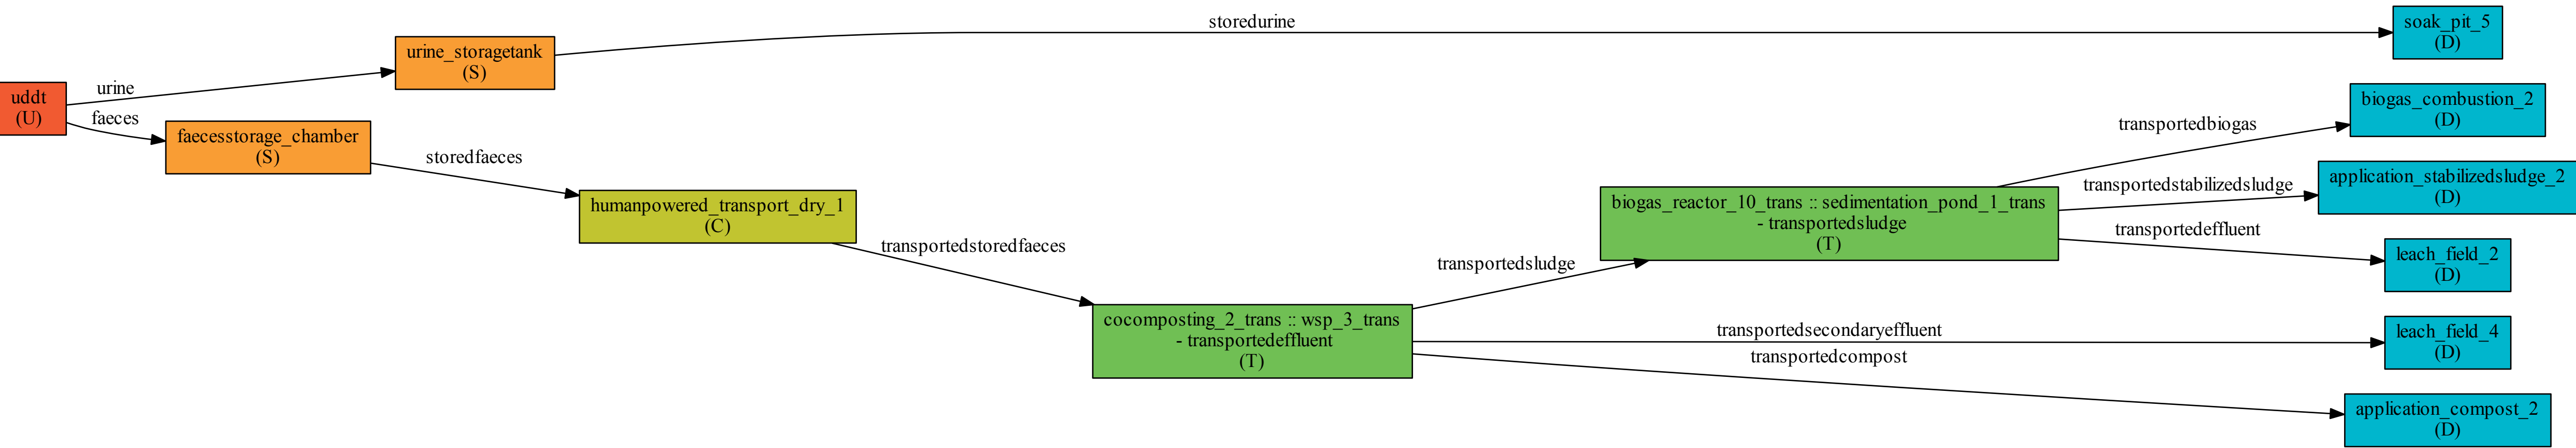 uddt
(U)
urine
faeces
urine_storagetank
(S)
faecesstorage_chamber
(S)
storedurine
storedfaeces
humanpowered_transport_dry_1
(C)
transportedstoredfaeces
cocomposting_2_trans :: wsp_3_trans
- transportedeffluent
(T)
transportedsludge
biogas_reactor_10_trans :: sedimentation_pond_1_trans
- transportedsludge
(T)
transportedsecondaryeffluent
transportedcompost
transportedbiogas
transportedstabilizedsludge
transportedeffluent
soak_pit_5
(D)
biogas_combustion_2
(D)
application_stabilizedsludge_2
(D)
leach_field_2
(D)
leach_field_4
(D)
application_compost_2
(D)